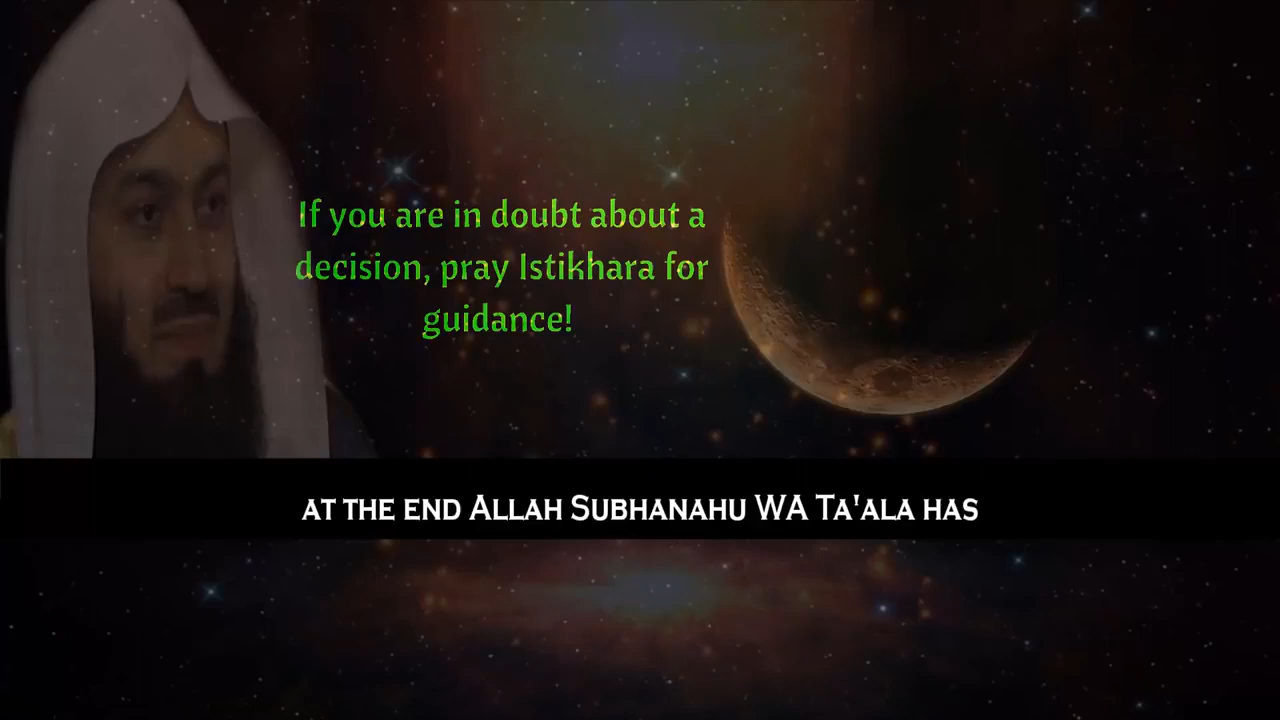 If you are in doubt about a
decision, pray Istikhara for
guidance!
AT THE END ALLAH SUBHANAHU WA TA'ALA HAS